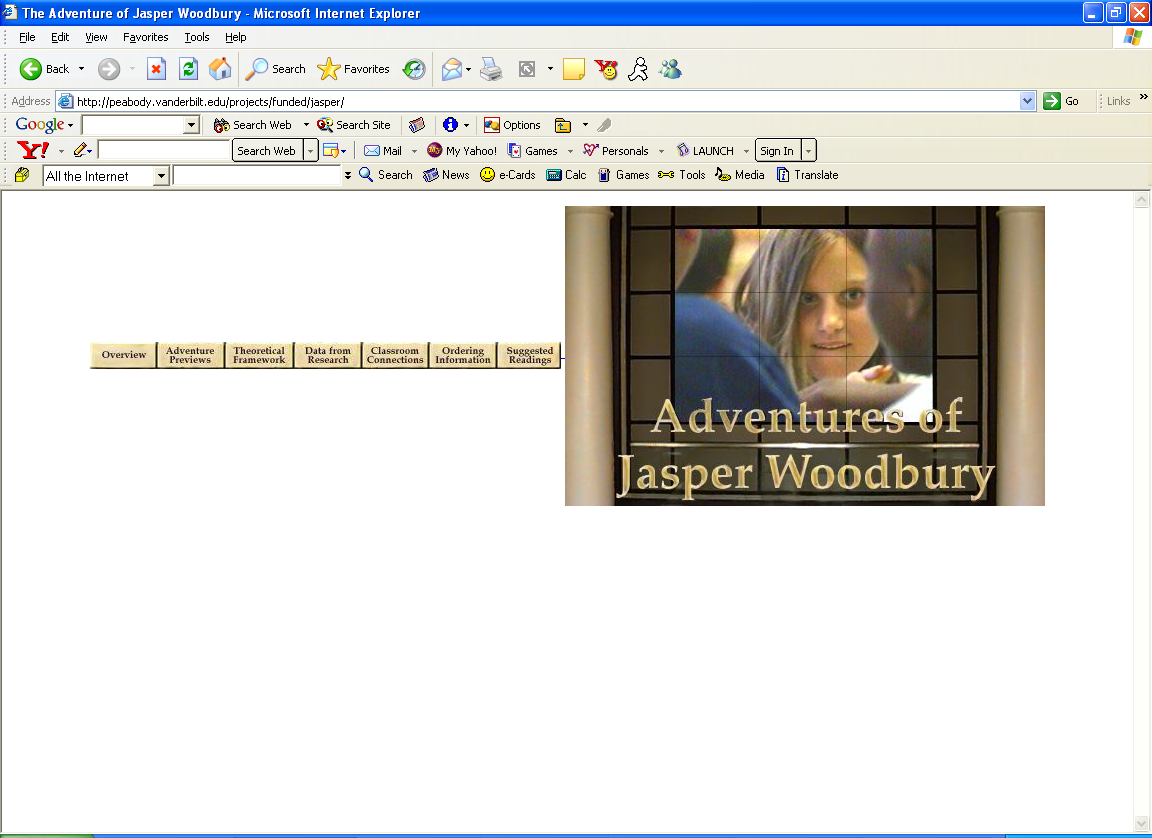 The Adventure of Jasper Woodbury - Microsoft Internet Explorer
File Edit View Favorites Tools Help
Back Search Favorites
Address http://peabody.vanderbilt.edu/projects/funded/jasper/ Go Links »
Google Search Web Search Site Options
Y! Search Web Mail My Yahoo! Games Personals LAUNCH Sign In
All the Internet Search News e-Cards Calc Games Tools Media Translate
Overview
Adventure
Previews
Theoretical
Framework
Data from
Research
Classroom
Connections
Ordering
Information
Suggested
Readings
Adventures of
Jasper Woodbury